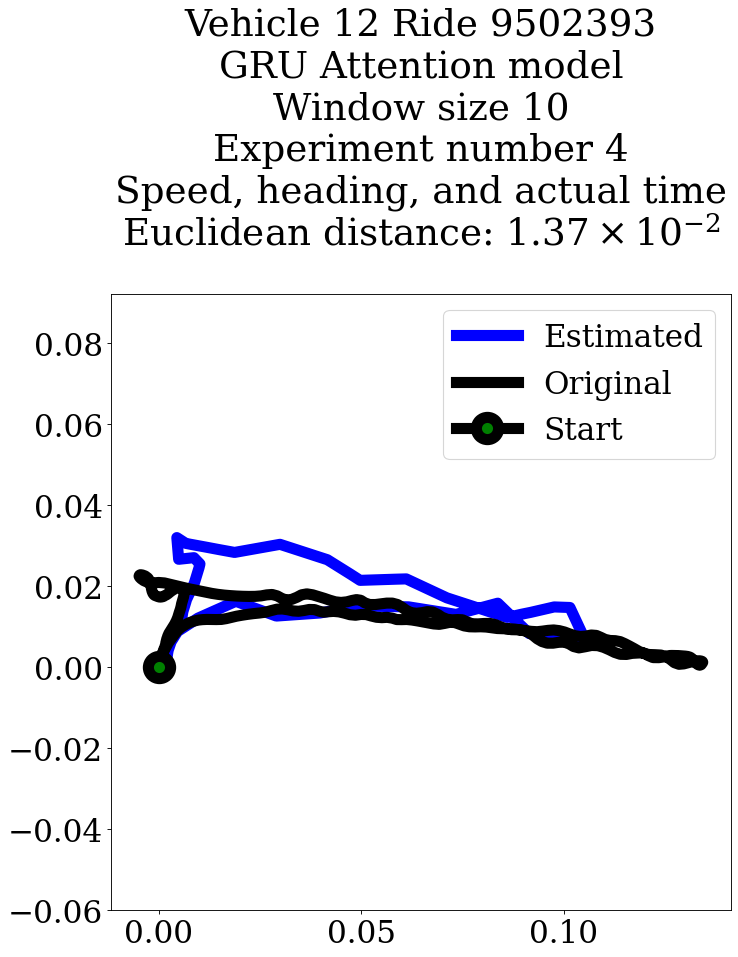 Vehicle 12 Ride 9502393
GRU Attention model
Window size 10
Experiment number 4
Speed, heading, and actual time
Euclidean distance: 1.37 × 10⁻²
Estimated
Original
Start
0.08
0.06
0.04
0.02
0.00
−0.02
−0.04
−0.06
0.00 0.05 0.10